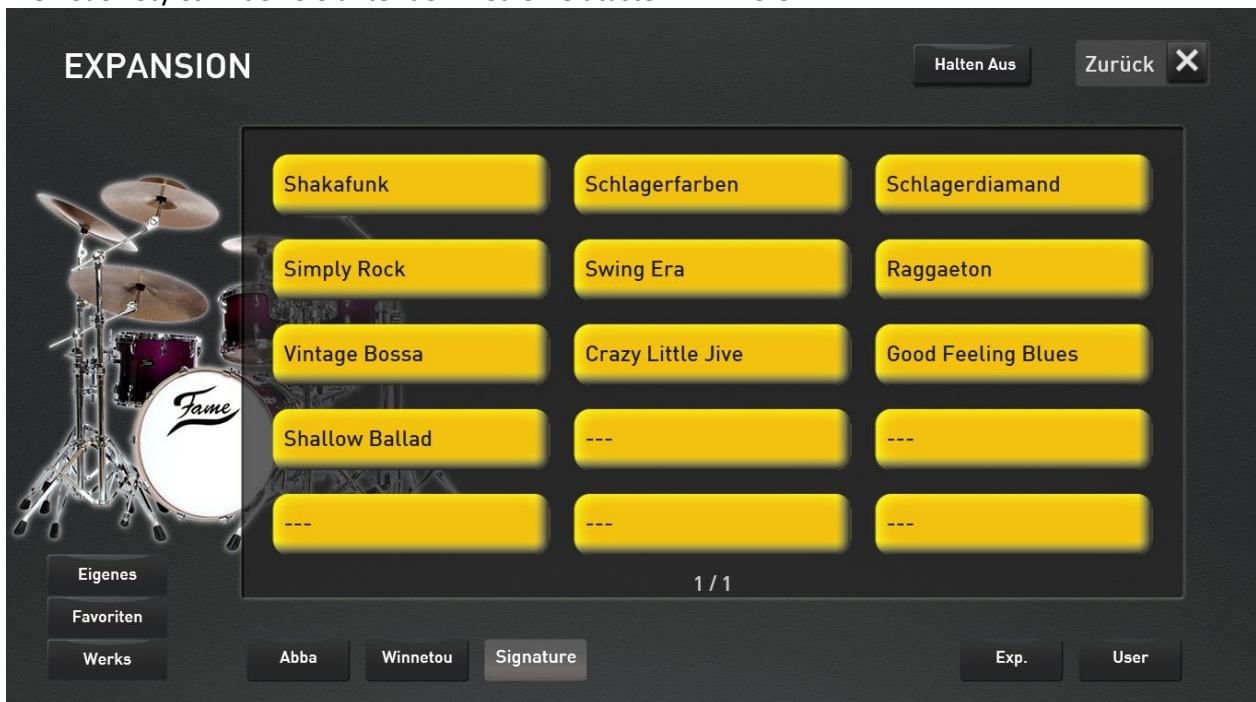 EXPANSION
Halten Aus
Zurück
Shakafunk
Schlagerfarben
Schlagerdiamand
Simply Rock
Swing Era
Raggaeton
Vintage Bossa
Crazy Little Jive
Good Feeling Blues
Fame
Shallow Ballad
---
---
---
---
---
1 / 1
Eigenes
Favoriten
Werks
Abba
Winnetou
Signature
Exp.
User